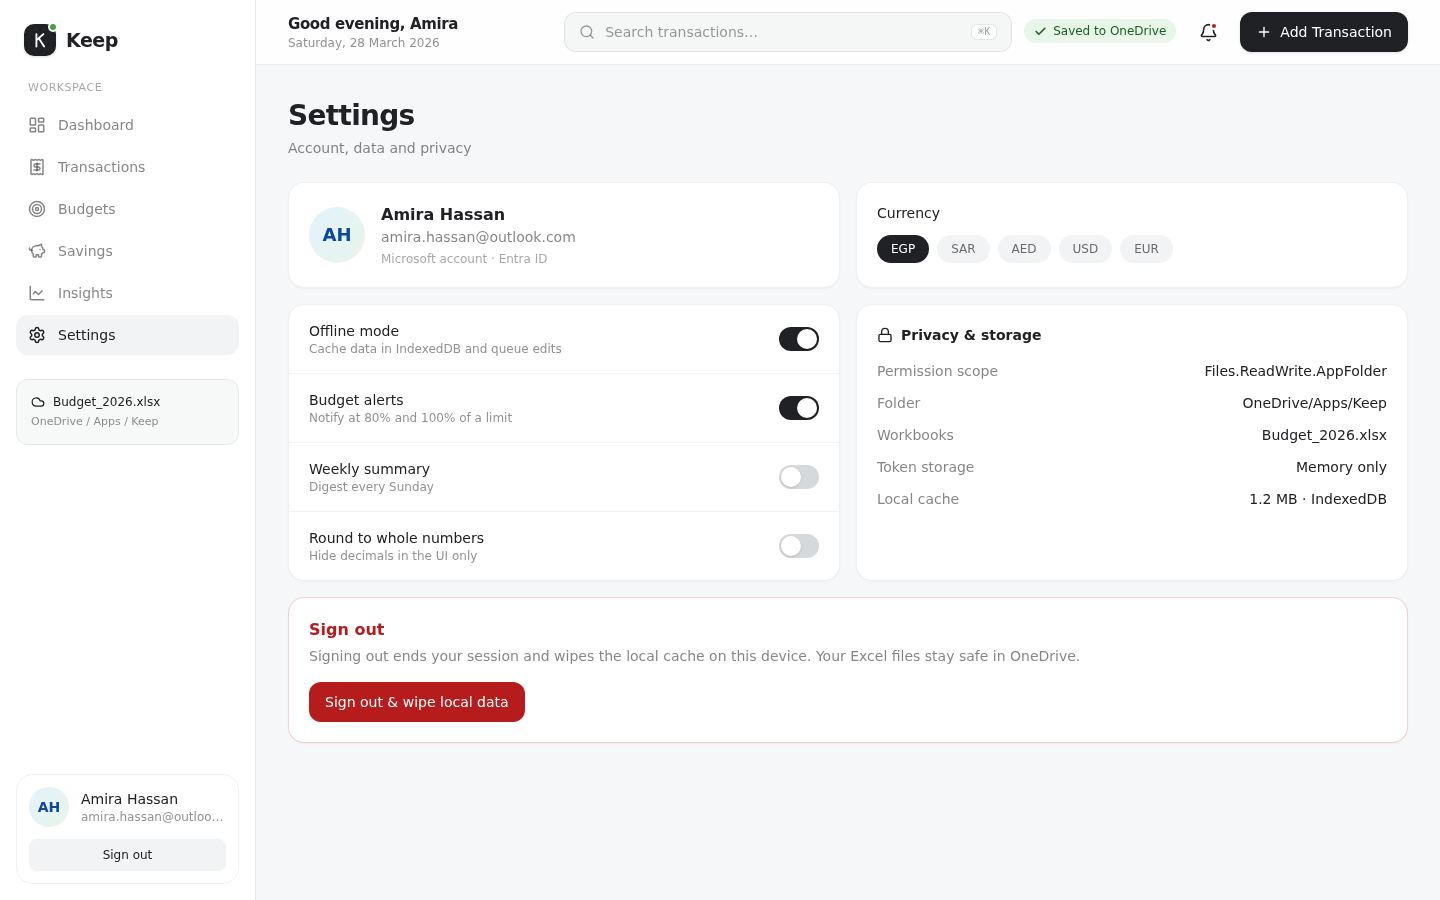 Keep
WORKSPACE
Dashboard
Transactions
Budgets
Savings
Insights
Settings
Budget_2026.xlsx
OneDrive / Apps / Keep
AH
Amira Hassan
amira.hassan@outloo...
Sign out
Good evening, Amira
Saturday, 28 March 2026
Search transactions...
⌘K
Saved to OneDrive
Add Transaction
Settings
Account, data and privacy
AH
Amira Hassan
amira.hassan@outlook.com
Microsoft account · Entra ID
Currency
EGP SAR AED USD EUR
Offline mode
Cache data in IndexedDB and queue edits
Budget alerts
Notify at 80% and 100% of a limit
Weekly summary
Digest every Sunday
Round to whole numbers
Hide decimals in the UI only
Privacy & storage
Permission scope Files.ReadWrite.AppFolder
Folder OneDrive/Apps/Keep
Workbooks Budget_2026.xlsx
Token storage Memory only
Local cache 1.2 MB · IndexedDB
Sign out
Signing out ends your session and wipes the local cache on this device. Your Excel files stay safe in OneDrive.
Sign out & wipe local data